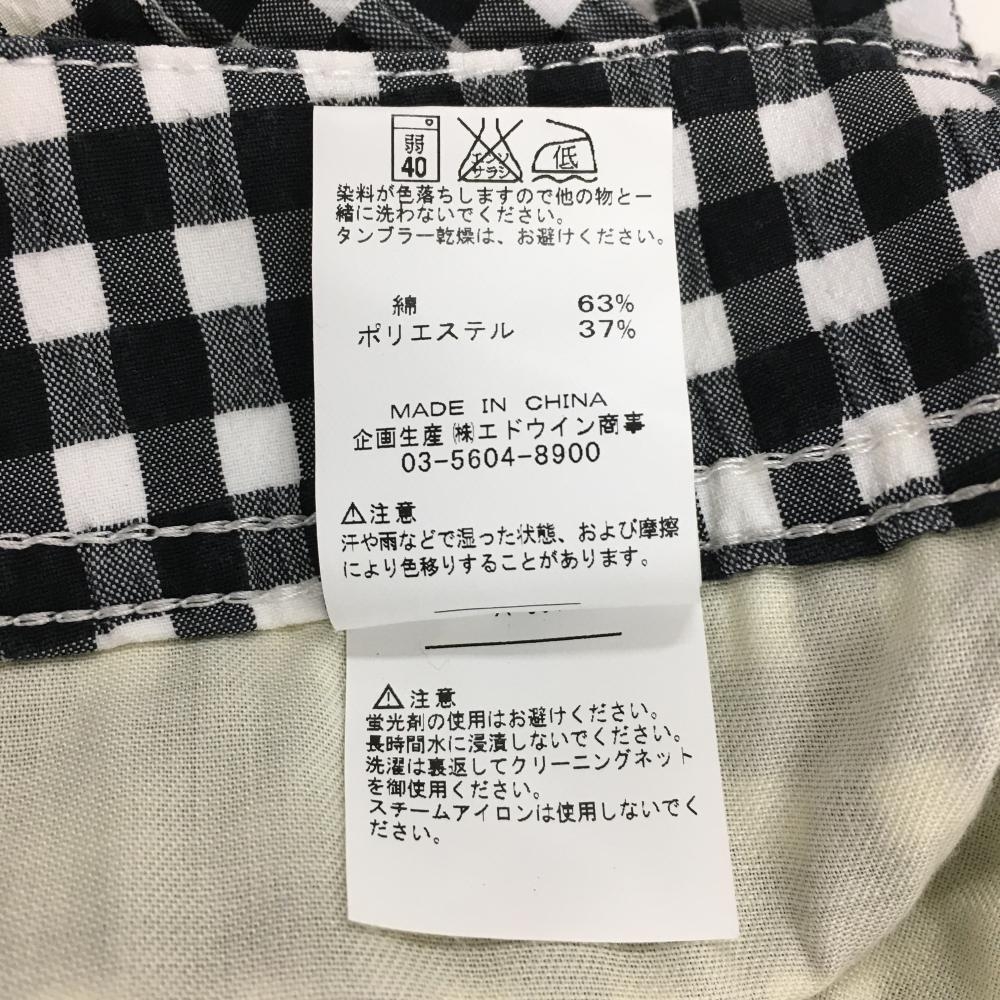 弱
40
エンソ
サラシ
低
染料が色落ちしますので他の物と一
緒に洗わないでください。
タンブラー乾燥は、お避けください。
綿 63%
ポリエステル 37%
MADE IN CHINA
企画生産 ㈱エドウイン商事
03-5604-8900
⚠注意
汗や雨などで湿った状態、および摩擦
により色移りすることがあります。
⚠注意
蛍光剤の使用はお避けください。
長時間水に浸漬しないでください。
洗濯は裏返してクリーニングネット
を御使用ください。
スチームアイロンは使用しないでく
ださい。